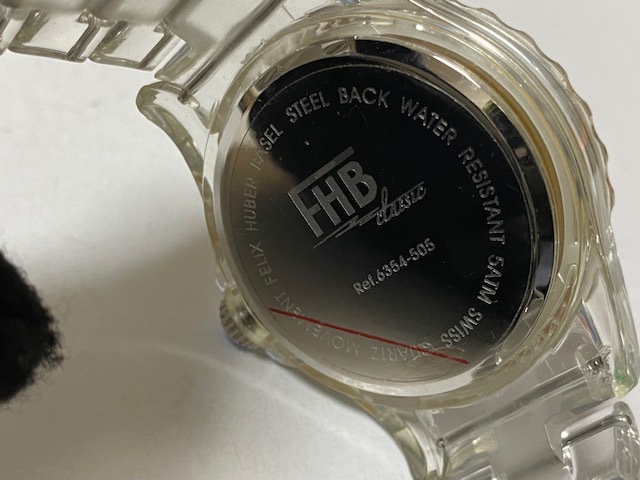 FELIX HUBER BASEL STEEL BACK WATER RESISTANT 5ATM SWISS QUARTZ MOVEMENT
FHB
classic
Ref.6354-505